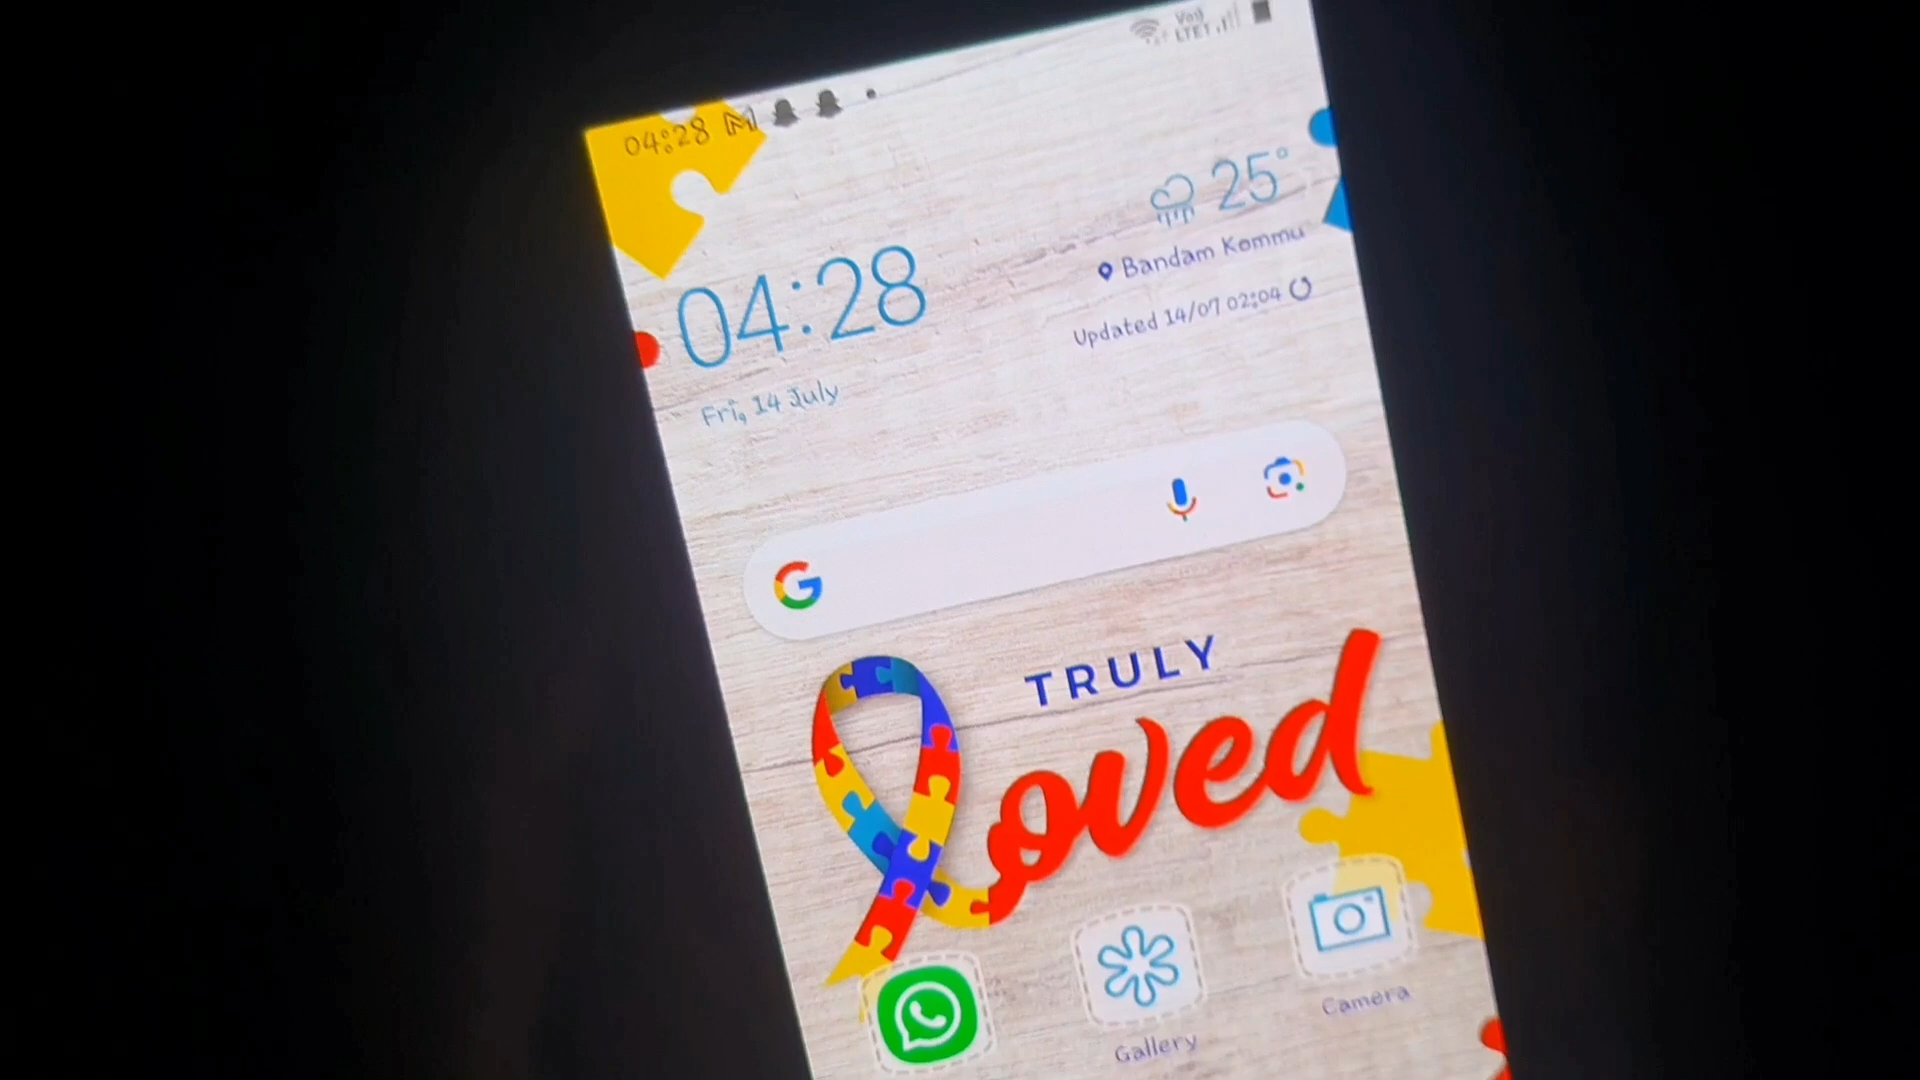 04:28
25°
Bandam Kommu
Updated 14/07 02:04
04:28
Fri, 14 July
TRULY
loved
Gallery
Camera